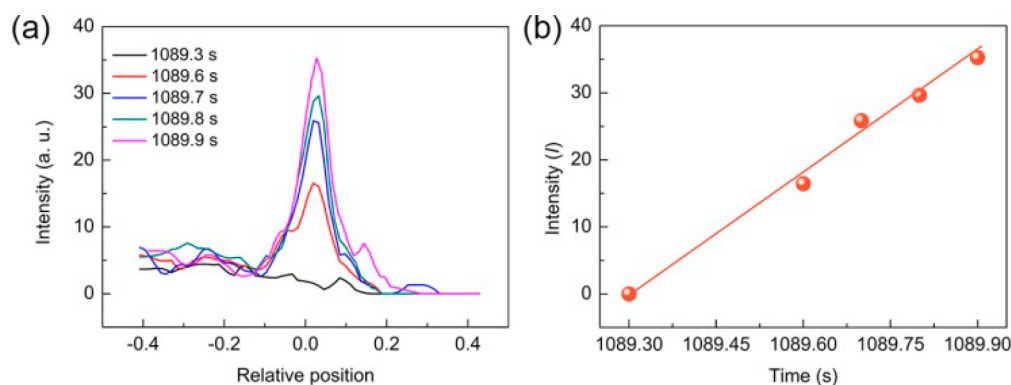 (a)
40
30
20
10
0
Intensity (a. u.)
1089.3 s
1089.6 s
1089.7 s
1089.8 s
1089.9 s
-0.4 -0.2 0.0 0.2 0.4
Relative position
(b)
40
30
20
10
0
Intensity (I)
1089.30 1089.45 1089.60 1089.75 1089.90
Time (s)